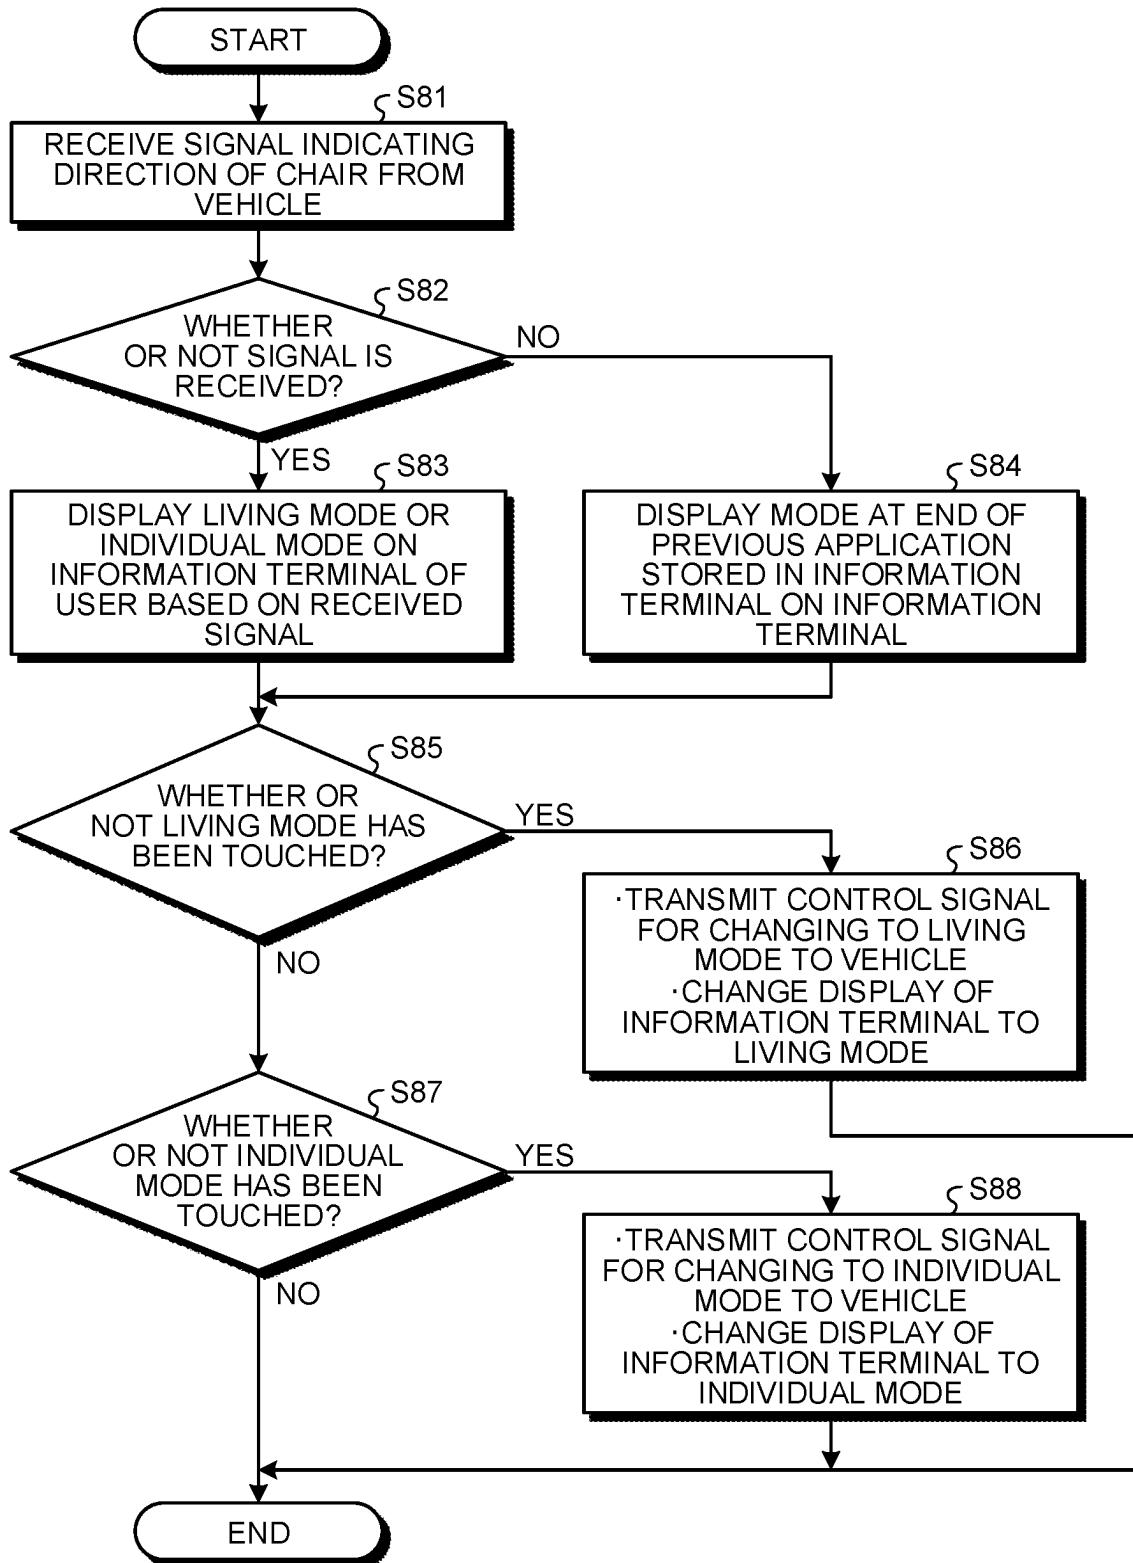 START
S81
RECEIVE SIGNAL INDICATING
DIRECTION OF CHAIR FROM
VEHICLE
S82
WHETHER
OR NOT SIGNAL IS
RECEIVED?
NO
YES
S83
DISPLAY LIVING MODE OR
INDIVIDUAL MODE ON
INFORMATION TERMINAL OF
USER BASED ON RECEIVED
SIGNAL
S84
DISPLAY MODE AT END OF
PREVIOUS APPLICATION
STORED IN INFORMATION
TERMINAL ON INFORMATION
TERMINAL
S85
WHETHER OR
NOT LIVING MODE HAS
BEEN TOUCHED?
YES
NO
S86
·TRANSMIT CONTROL SIGNAL
FOR CHANGING TO LIVING
MODE TO VEHICLE
·CHANGE DISPLAY OF
INFORMATION TERMINAL TO
LIVING MODE
S87
WHETHER
OR NOT INDIVIDUAL
MODE HAS BEEN
TOUCHED?
YES
NO
S88
·TRANSMIT CONTROL SIGNAL
FOR CHANGING TO INDIVIDUAL
MODE TO VEHICLE
·CHANGE DISPLAY OF
INFORMATION TERMINAL TO
INDIVIDUAL MODE
END